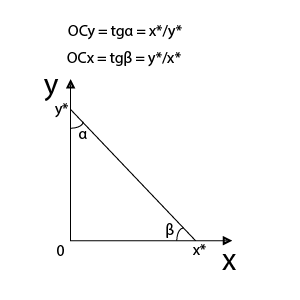 OCy = tgα = x*/y*
OCx = tgβ = y*/x*
y
y*
α
β
0
x*
x